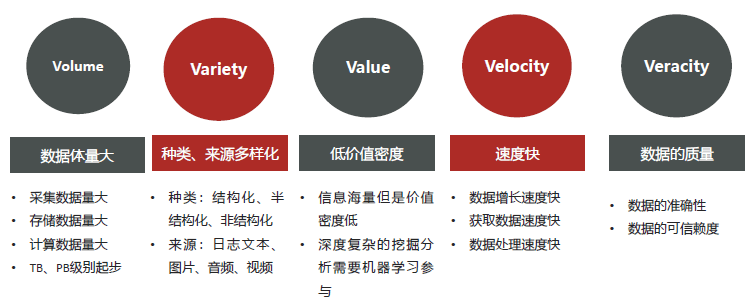 Volume
Variety
Value
Velocity
Veracity
数据体量大
种类、来源多样化
低价值密度
速度快
数据的质量
• 采集数据量大
• 存储数据量大
• 计算数据量大
• TB、PB级别起步
• 种类：结构化、半
结构化、非结构化
• 来源：日志文本、
图片、音频、视频
• 信息海量但是价值
密度低
• 深度复杂的挖掘分
析需要机器学习参
与
• 数据增长速度快
• 获取数据速度快
• 数据处理速度快
• 数据的准确性
• 数据的可信赖度